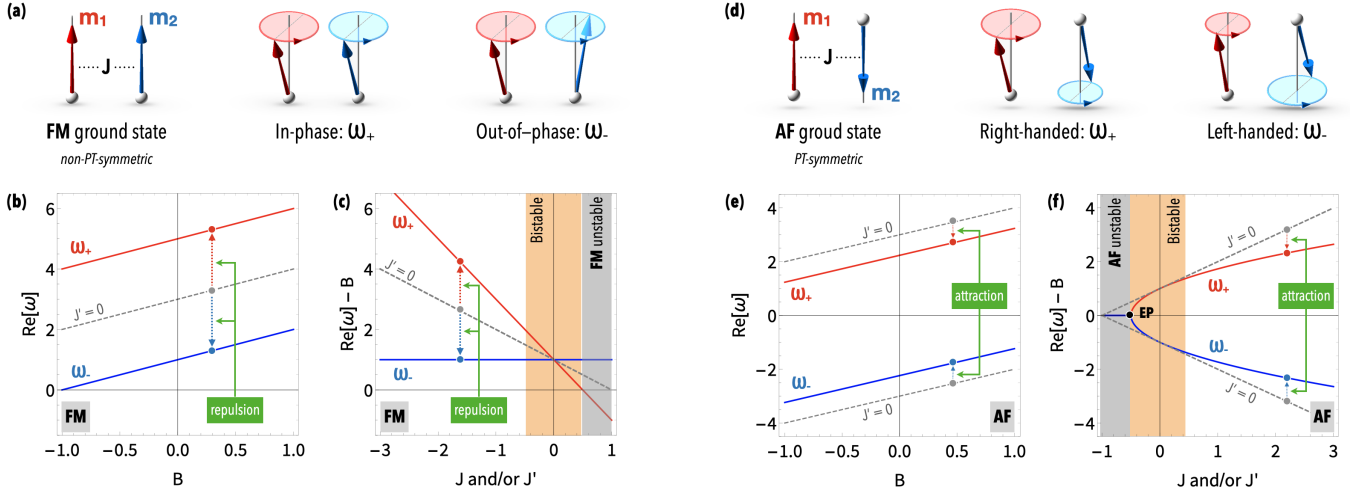 (a)
m1
m2
J
FM ground state
non-PT-symmetric
In-phase: ω+
Out-of–phase: ω-
(b)
6
4
2
0
Re[ω]
ω+
J' = 0
ω-
repulsion
FM
−1.0
−0.5
0.0
0.5
1.0
B
(c)
6
4
2
0
Re[ω] − B
ω+
J' = 0
ω-
Bistable
FM unstable
repulsion
FM
−3
−2
−1
0
1
J and/or J'
(d)
m1
J
m2
AF groud state
PT-symmetric
Right-handed: ω+
Left-handed: ω-
(e)
4
2
0
−2
−4
Re[ω]
J' = 0
ω+
attraction
ω-
J' = 0
AF
−1.0
−0.5
0.0
0.5
1.0
B
(f)
4
2
0
−2
−4
Re[ω] − B
AF unstable
Bistable
J' = 0
ω+
EP
attraction
ω-
J' = 0
AF
−1
0
1
2
3
J and/or J'